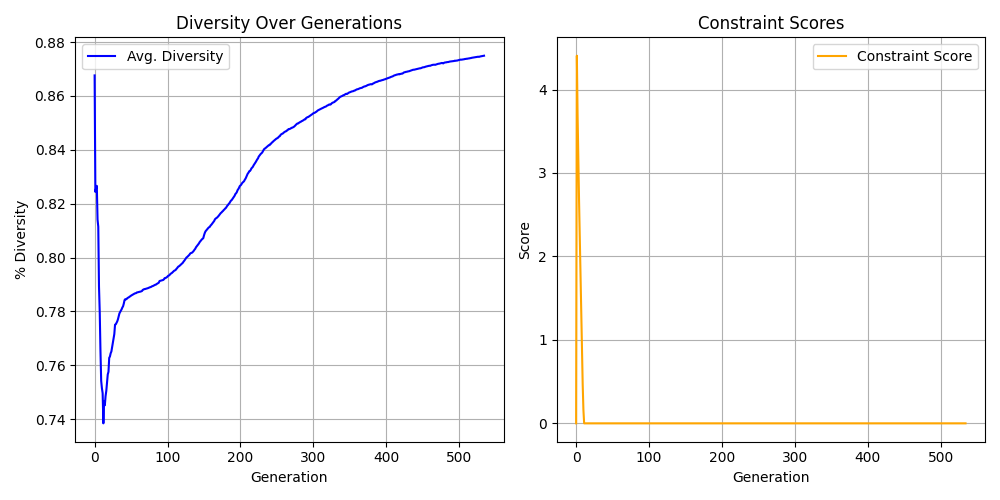 Diversity Over Generations
Avg. Diversity
% Diversity
0.88
0.86
0.84
0.82
0.80
0.78
0.76
0.74
0 100 200 300 400 500
Generation
Constraint Scores
Constraint Score
Score
4
3
2
1
0
0 100 200 300 400 500
Generation